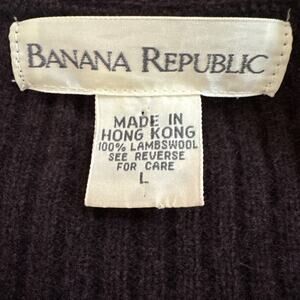 BANANA REPUBLIC
MADE IN
HONG KONG
100% LAMBSWOOL
SEE REVERSE
FOR CARE
L